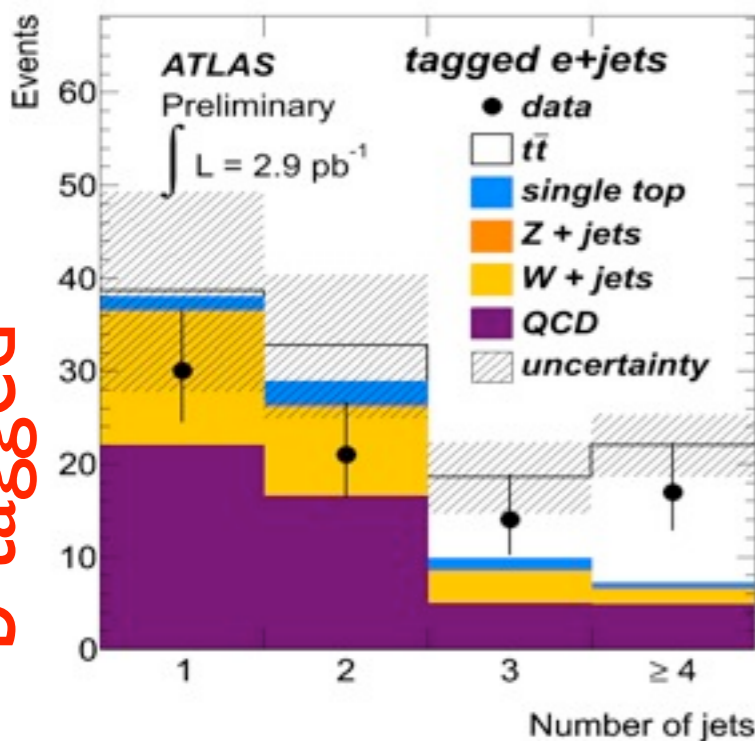 Events
ATLAS
Preliminary
∫ L = 2.9 pb⁻¹
tagged e+jets
data
tt̄
single top
Z + jets
W + jets
QCD
uncertainty
60
50
40
30
20
10
0
1 2 3 ≥ 4
Number of jets
tagged